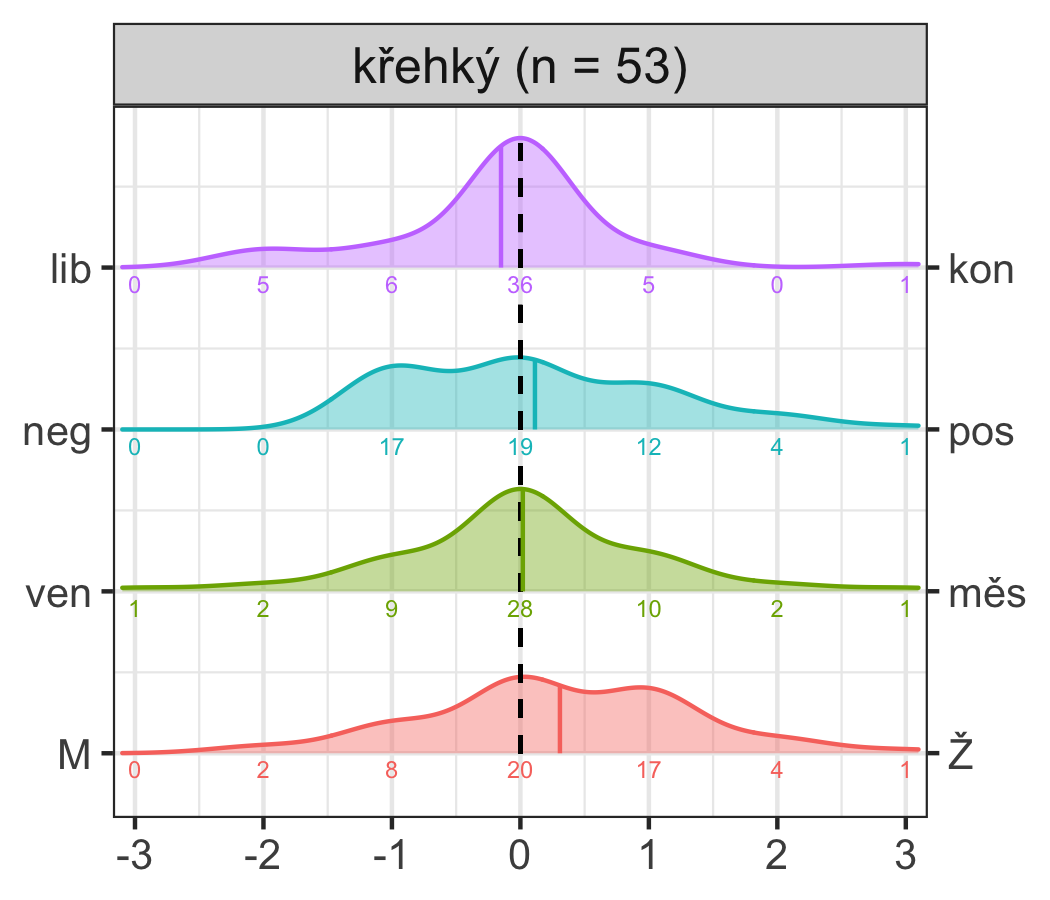 křehký (n = 53)
lib kon
0 5 6 36 5 0 1
neg pos
0 0 17 19 12 4 1
ven měs
1 2 9 28 10 2 1
M Ž
0 2 8 20 17 4 1
-3 -2 -1 0 1 2 3